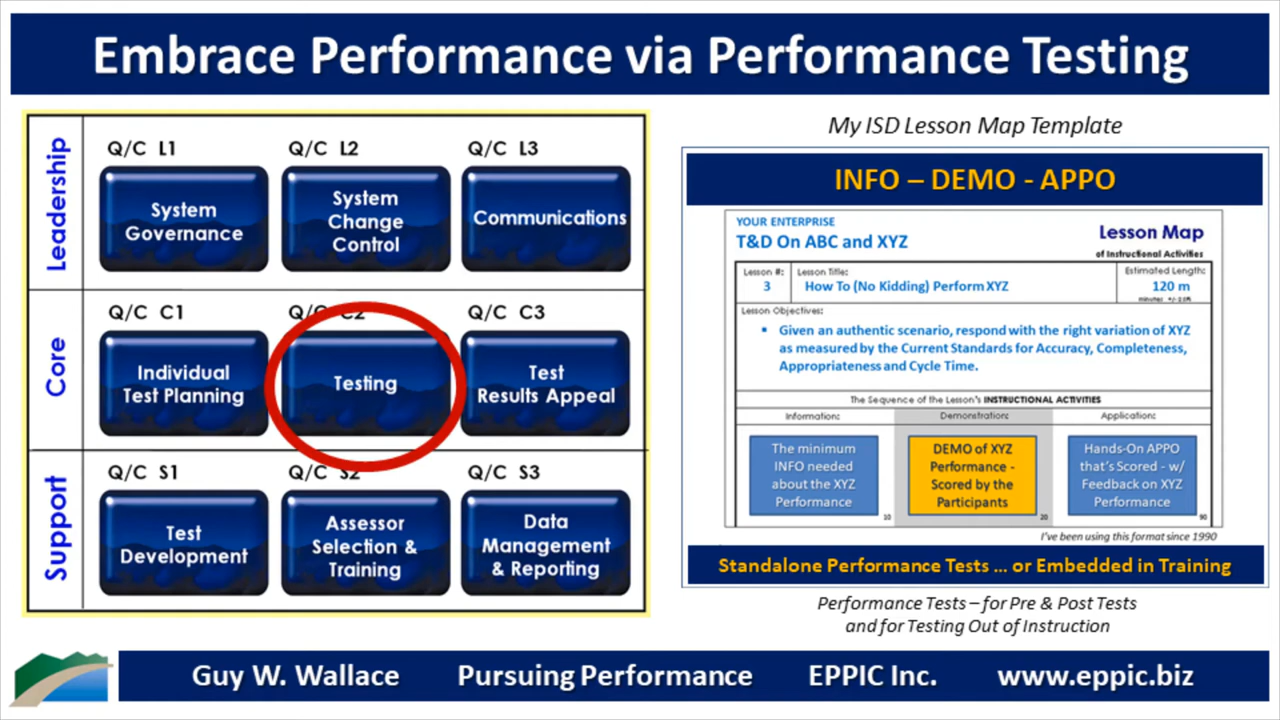 Embrace Performance via Performance Testing
Leadership
Q/C L1
System
Governance
Q/C L2
System
Change
Control
Q/C L3
Communications
Core
Q/C C1
Individual
Test Planning
Q/C C2
Testing
Q/C C3
Test
Results Appeal
Support
Q/C S1
Test
Development
Q/C S2
Assessor
Selection &
Training
Q/C S3
Data
Management
& Reporting
My ISD Lesson Map Template
INFO – DEMO - APPO
YOUR ENTERPRISE
T&D On ABC and XYZ
Lesson Map
of Instructional Activities
Lesson #:
3
Lesson Title:
How To (No Kidding) Perform XYZ
Estimated Length:
120 m
minutes +/-
Lesson Objectives:
▪ Given an authentic scenario, respond with the right variation of XYZ
as measured by the Current Standards for Accuracy, Completeness,
Appropriateness and Cycle Time.
The Sequence of the Lesson's INSTRUCTIONAL ACTIVITIES
Information:
Demonstration:
Application:
The minimum
INFO needed
about the XYZ
Performance
10
DEMO of XYZ
Performance -
Scored by the
Participants
20
Hands-On APPO
that's Scored - w/
Feedback on XYZ
Performance
90
I've been using this format since 1990
Standalone Performance Tests ... or Embedded in Training
Performance Tests – for Pre & Post Tests
and for Testing Out of Instruction
Guy W. Wallace Pursuing Performance EPPIC Inc. www.eppic.biz